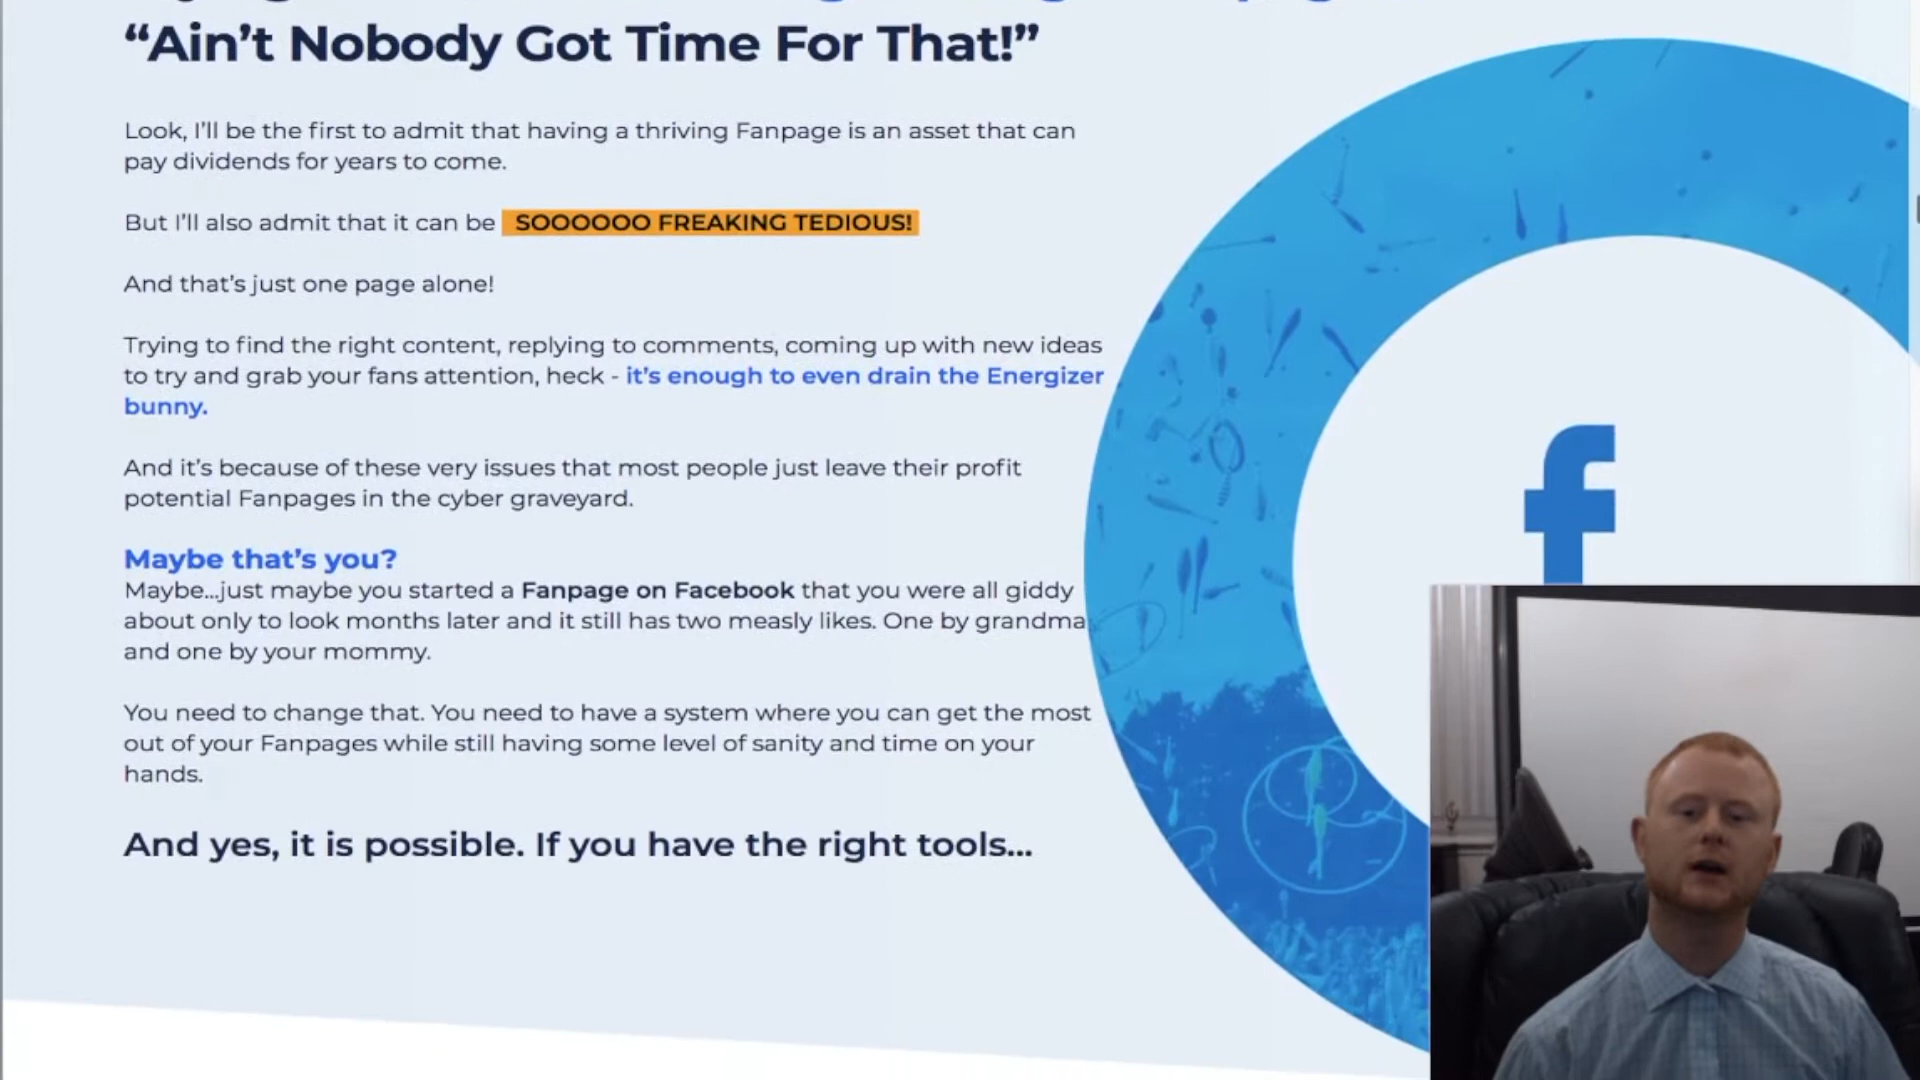 “Ain’t Nobody Got Time For That!”
Look, I’ll be the first to admit that having a thriving Fanpage is an asset that can
pay dividends for years to come.
But I’ll also admit that it can be SOOOOOO FREAKING TEDIOUS!
And that’s just one page alone!
Trying to find the right content, replying to comments, coming up with new ideas
to try and grab your fans attention, heck - it’s enough to even drain the Energizer
bunny.
And it’s because of these very issues that most people just leave their profit
potential Fanpages in the cyber graveyard.
Maybe that’s you?
Maybe...just maybe you started a Fanpage on Facebook that you were all giddy
about only to look months later and it still has two measly likes. One by grandma
and one by your mommy.
You need to change that. You need to have a system where you can get the most
out of your Fanpages while still having some level of sanity and time on your
hands.
And yes, it is possible. If you have the right tools...